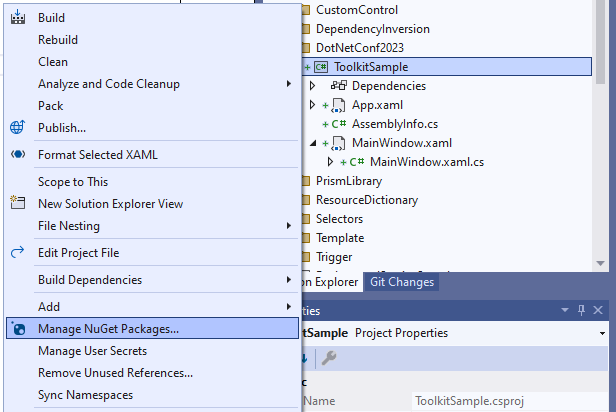 Build
Rebuild
Clean
Analyze and Code Cleanup
Pack
Publish...
Format Selected XAML
Scope to This
New Solution Explorer View
File Nesting
Edit Project File
Build Dependencies
Add
Manage NuGet Packages...
Manage User Secrets
Remove Unused References...
Sync Namespaces
CustomControl
DependencyInversion
DotNetConf2023
C# ToolkitSample
Dependencies
App.xaml
C# AssemblyInfo.cs
MainWindow.xaml
C# MainWindow.xaml.cs
PrismLibrary
ResourceDictionary
Selectors
Template
Trigger
n Explorer
Git Changes
ties
tSample Project Properties
c
Name
ToolkitSample.csproj